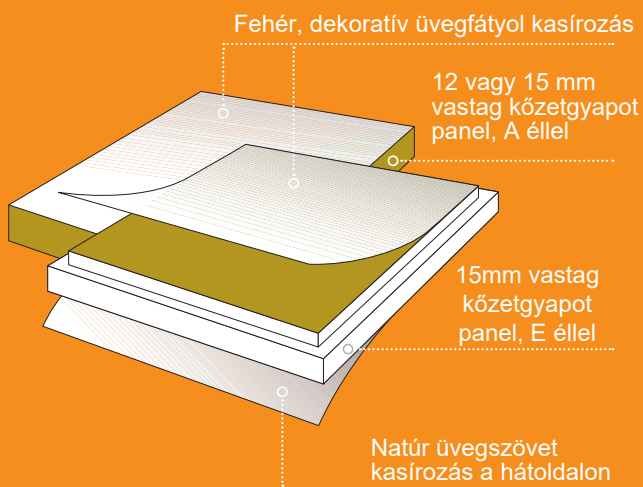 Fehér, dekoratív üvegfátyol kasírozás
12 vagy 15 mm
vastag kőzetgyapot
panel, A éllel
15mm vastag
kőzetgyapot
panel, E éllel
Natúr üvegszövet
kasírozás a hátoldalon